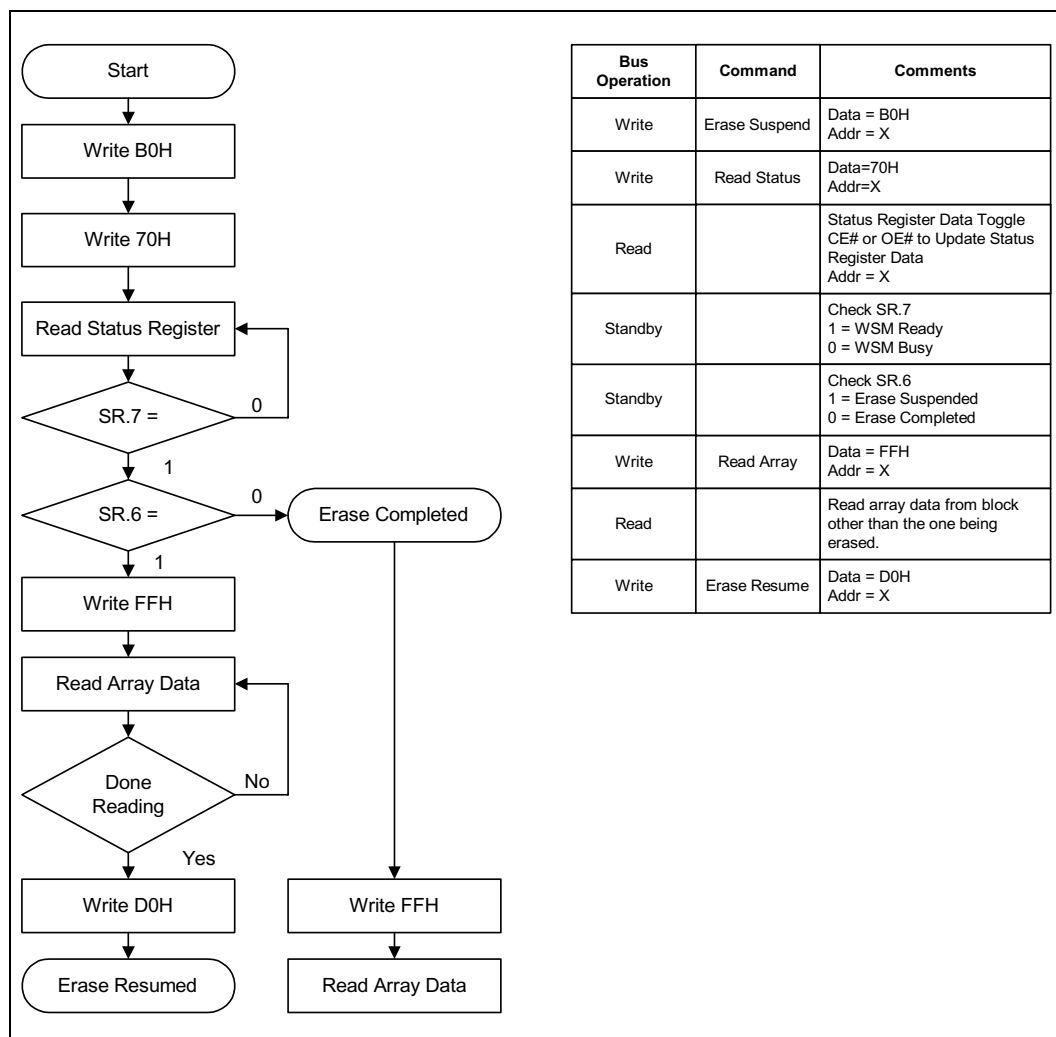 Start
Write B0H
Write 70H
Read Status Register
SR.7 =
0
1
SR.6 =
0
Erase Completed
1
Write FFH
Read Array Data
Done
Reading
No
Yes
Write D0H
Write FFH
Erase Resumed
Read Array Data
Bus
Operation
Command
Comments
Write
Erase Suspend
Data = B0H
Addr = X
Write
Read Status
Data=70H
Addr=X
Read
Status Register Data Toggle
CE# or OE# to Update Status
Register Data
Addr = X
Standby
Check SR.7
1 = WSM Ready
0 = WSM Busy
Standby
Check SR.6
1 = Erase Suspended
0 = Erase Completed
Write
Read Array
Data = FFH
Addr = X
Read
Read array data from block
other than the one being
erased.
Write
Erase Resume
Data = D0H
Addr = X